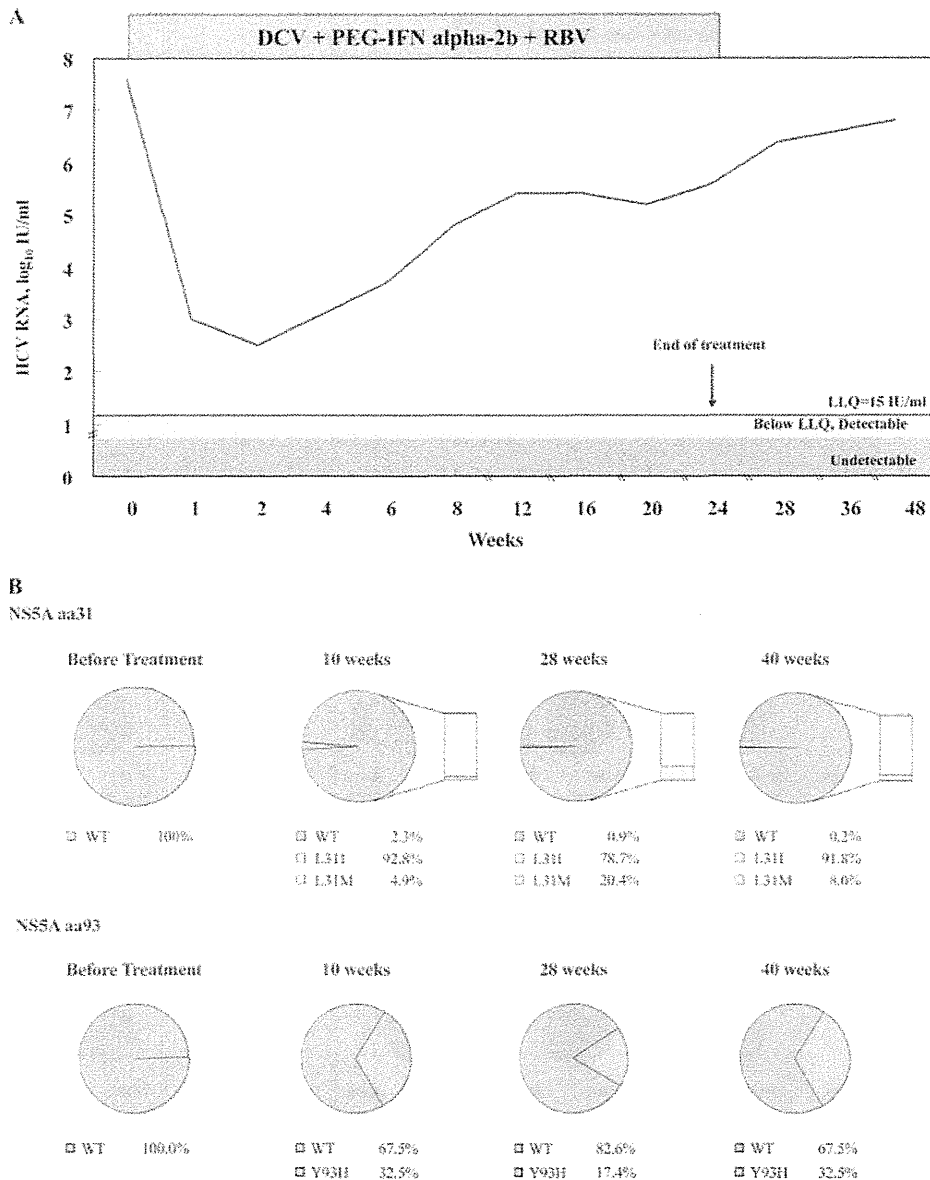 A
DCV + PEG-IFN alpha-2b + RBV
8
7
6
5
4
3
2
1
0
HCV RNA, log10 IU/ml
End of treatment
LLQ=15 IU/ml
Below LLQ, Detectable
Undetectable
0 1 2 4 6 8 12 16 20 24 28 36 48
Weeks
B
NS5A aa31
Before Treatment 10 weeks 28 weeks 40 weeks
WT 100% WT 2.3% WT 0.9% WT 0.2%
L31I 92.8% L31I 78.7% L31I 91.8%
L31M 4.9% L31M 20.4% L31M 8.0%
NS5A aa93
Before Treatment 10 weeks 28 weeks 40 weeks
WT 100.0% WT 67.5% WT 82.6% WT 67.5%
Y93H 32.5% Y93H 17.4% Y93H 32.5%